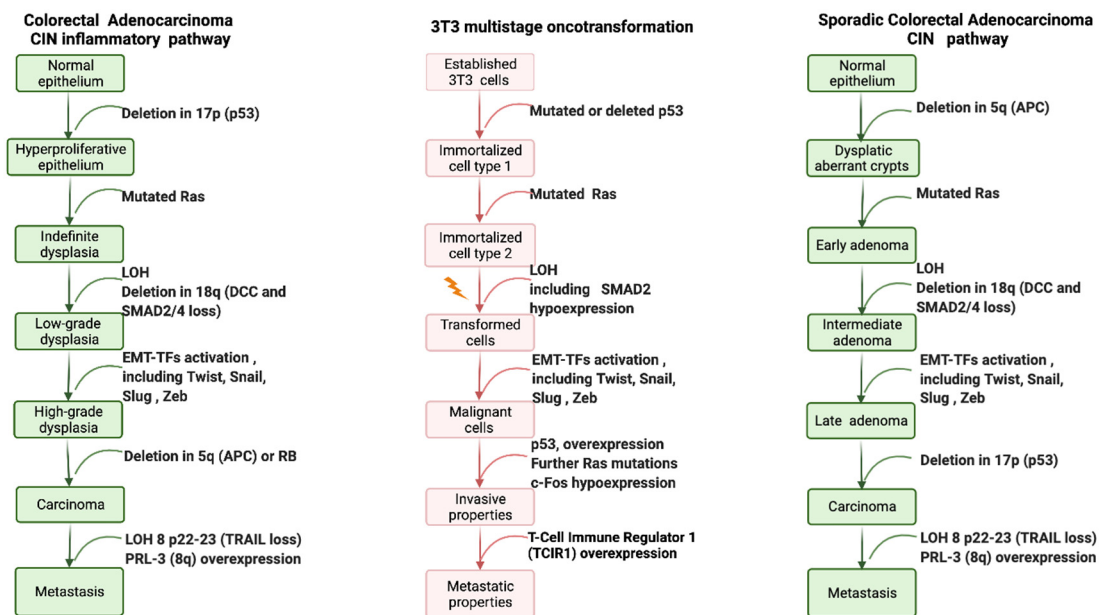 Colorectal Adenocarcinoma
CIN inflammatory pathway
Normal
epithelium
Deletion in 17p (p53)
Hyperproliferative
epithelium
Mutated Ras
Indefinite
dysplasia
LOH
Deletion in 18q (DCC and
SMAD2/4 loss)
Low-grade
dysplasia
EMT-TFs activation ,
including Twist, Snail,
Slug , Zeb
High-grade
dysplasia
Deletion in 5q (APC) or RB
Carcinoma
LOH 8 p22-23 (TRAIL loss)
PRL-3 (8q) overexpression
Metastasis
3T3 multistage oncotransformation
Established
3T3 cells
Mutated or deleted p53
Immortalized
cell type 1
Mutated Ras
Immortalized
cell type 2
LOH
including SMAD2
hypoexpression
Transformed
cells
EMT-TFs activation ,
including Twist, Snail,
Slug , Zeb
Malignant
cells
p53, overexpression
Further Ras mutations
c-Fos hypoexpression
Invasive
properties
T-Cell Immune Regulator 1
(TCIR1) overexpression
Metastatic
properties
Sporadic Colorectal Adenocarcinoma
CIN pathway
Normal
epithelium
Deletion in 5q (APC)
Dysplatic
aberrant crypts
Mutated Ras
Early adenoma
LOH
Deletion in 18q (DCC and
SMAD2/4 loss)
Intermediate
adenoma
EMT-TFs activation ,
including Twist, Snail,
Slug , Zeb
Late adenoma
Deletion in 17p (p53)
Carcinoma
LOH 8 p22-23 (TRAIL loss)
PRL-3 (8q) overexpression
Metastasis